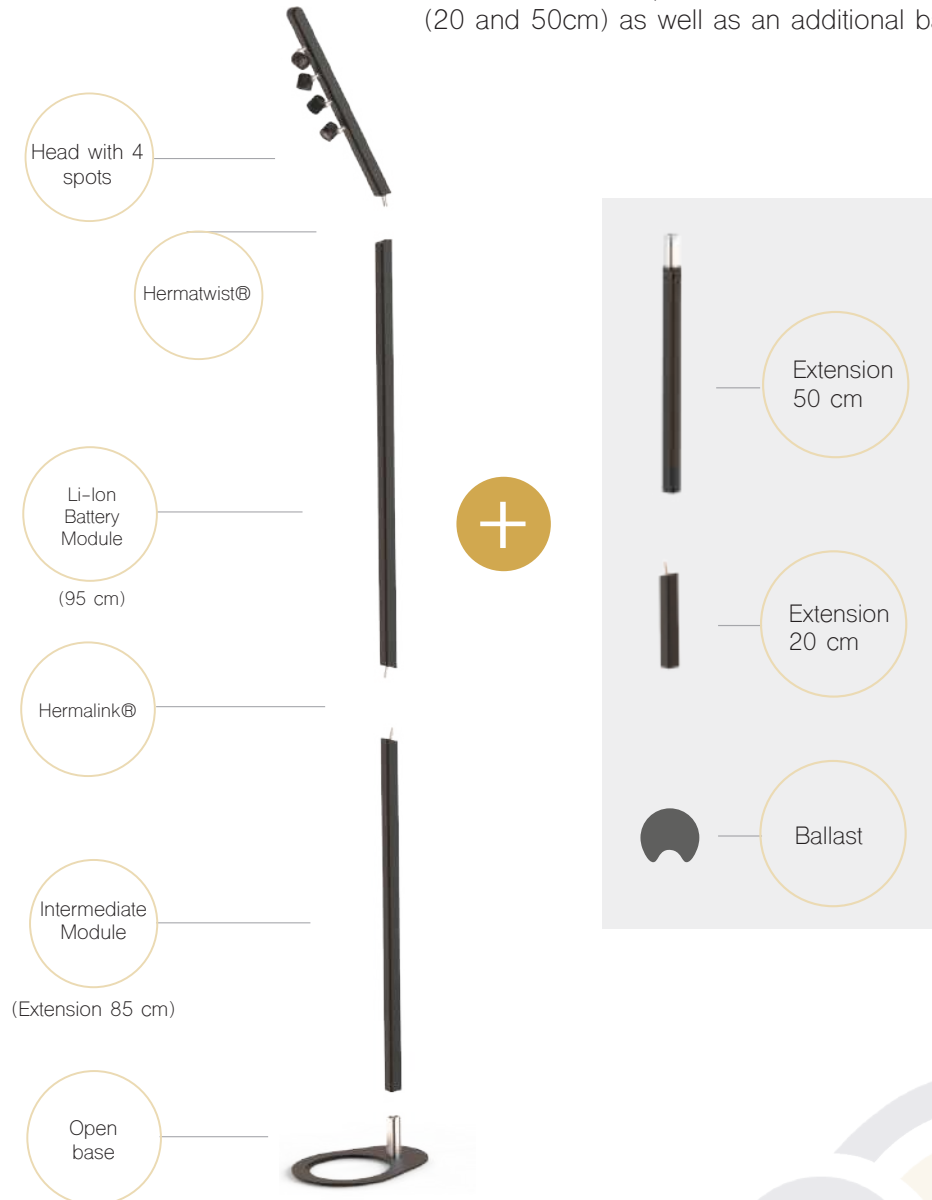 (20 and 50cm) as well as an additional ba
Head with 4
spots
Hermatwist®
Li-Ion
Battery
Module
(95 cm)
Hermalink®
Intermediate
Module
(Extension 85 cm)
Open
base
Extension
50 cm
Extension
20 cm
Ballast